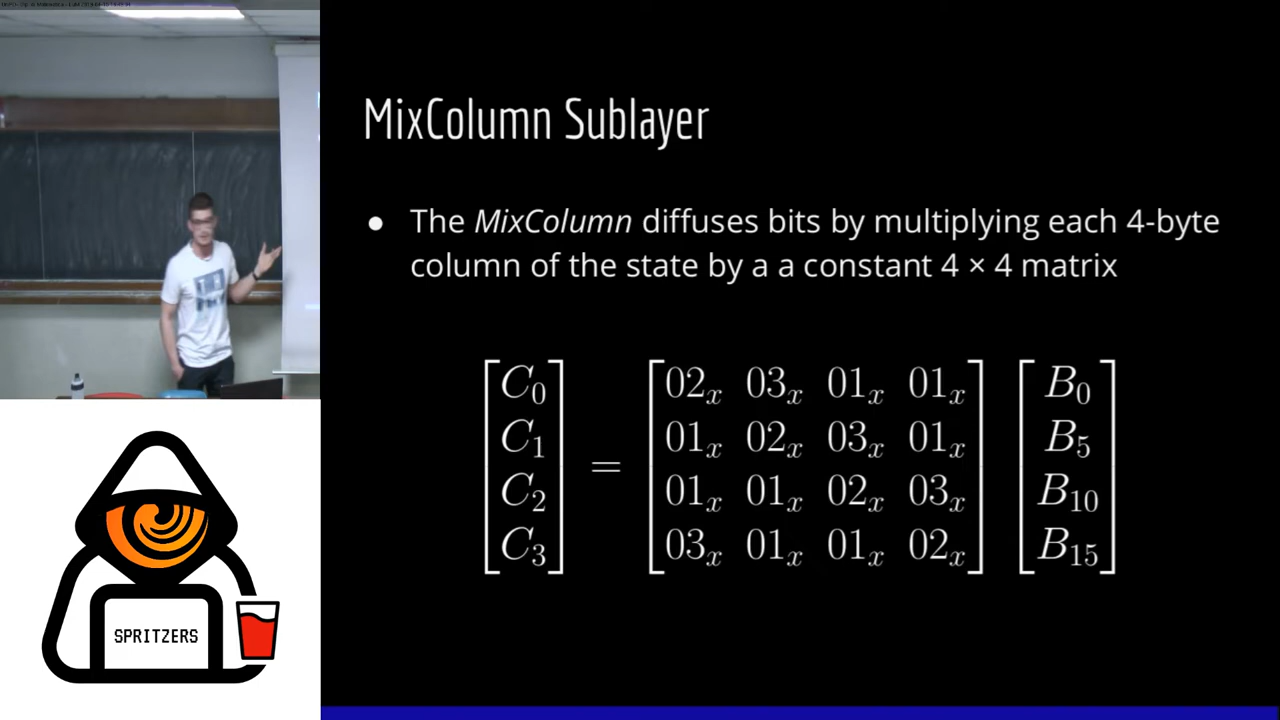 MixColumn Sublayer
● The MixColumn diffuses bits by multiplying each 4-byte
column of the state by a a constant 4 × 4 matrix
[C₀] = [02ₓ 03ₓ 01ₓ 01ₓ] [B₀]
[C₁] [01ₓ 02ₓ 03ₓ 01ₓ] [B₅]
[C₂] [01ₓ 01ₓ 02ₓ 03ₓ] [B₁₀]
[C₃] [03ₓ 01ₓ 01ₓ 02ₓ] [B₁₅]
SPRITZERS